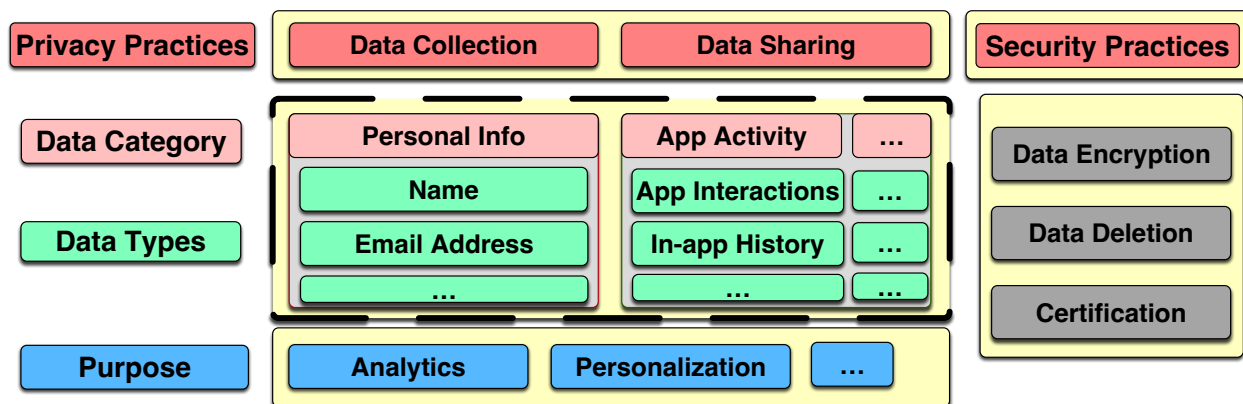 Privacy Practices
Data Collection
Data Sharing
Security Practices
Data Category
Personal Info
App Activity
...
Data Types
Name
App Interactions
...
Email Address
In-app History
...
...
...
...
Data Encryption
Data Deletion
Certification
Purpose
Analytics
Personalization
...